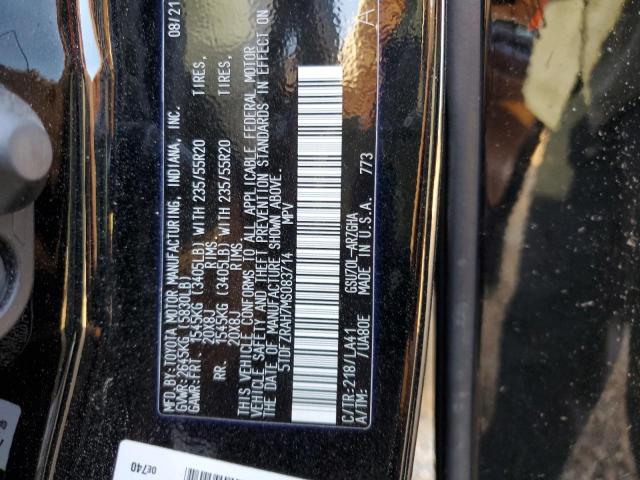 MFD.BY:TOYOTA MOTOR MANUFACTURING, INDIANA, INC. 08/21
GVWR: 2645KG (5830LB)
GAWR: FRT. 1545KG (3405LB) WITH 235/55R20 TIRES,
20X8J RIMS,
RR. 1545KG (3405LB) WITH 235/55R20 TIRES,
20X8J RIMS,
THIS VEHICLE CONFORMS TO ALL APPLICABLE FEDERAL MOTOR
VEHICLE SAFETY AND THEFT PREVENTION STANDARDS IN EFFECT ON
THE DATE OF MANUFACTURE SHOWN ABOVE.
5TDFZRAH7MS083714 MPV
A
C/TR:218/LA41 GSU70L-ARZGHA
A/TM: /UA80E MADE IN U.S.A. 773
0E740